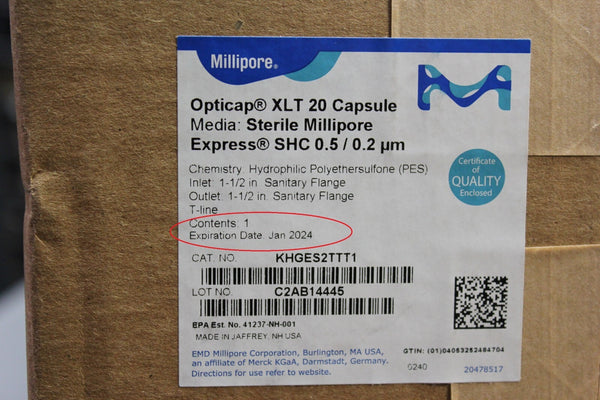 Millipore®
Opticap® XLT 20 Capsule
Media: Sterile Millipore
Express® SHC 0.5 / 0.2 µm
Chemistry: Hydrophilic Polyethersulfone (PES)
Inlet: 1-1/2 in. Sanitary Flange
Outlet: 1-1/2 in. Sanitary Flange
T-line
Contents: 1
Expiration Date: Jan 2024
Certificate
of
QUALITY
Enclosed
CAT. NO. KHGES2TTT1
LOT NO. C2AB14445
EPA Est. No. 41237-NH-001
MADE IN JAFFREY, NH USA
EMD Millipore Corporation, Burlington, MA USA,
an affiliate of Merck KGaA, Darmstadt, Germany.
Directions for use refer to website.
GTIN: (01)04053252484704
0240
20478517